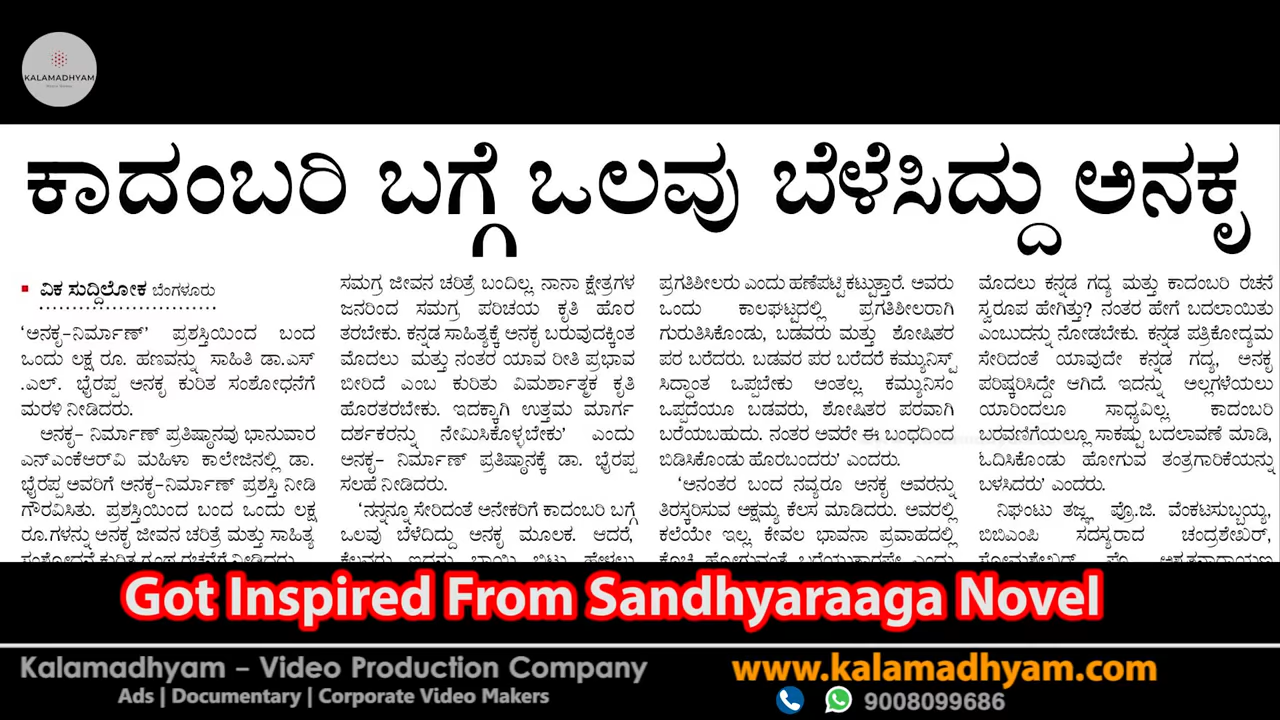 KALAMADHYAM
ಕಾದಂಬರಿ ಬಗ್ಗೆ ಒಲವು ಬೆಳೆಸಿದ್ದು ಅನಕೃ
ವಿಕ ಸುದ್ದಿಲೋಕ ಬೆಂಗಳೂರು
‘ಅನಕೃ-ನಿರ್ಮಾಣ್’ ಪ್ರಶಸ್ತಿಯಿಂದ ಬಂದ
ಒಂದು ಲಕ್ಷ ರೂ. ಹಣವನ್ನು ಸಾಹಿತಿ ಡಾ.ಎಸ್
.ಎಲ್. ಭೈರಪ್ಪ ಅನಕೃ ಕುರಿತ ಸಂಶೋಧನೆಗೆ
ಮರಳಿ ನೀಡಿದರು.
ಅನಕೃ- ನಿರ್ಮಾಣ್ ಪ್ರತಿಷ್ಠಾನವು ಭಾನುವಾರ
ಎನ್‌ಎಂಕೆಆರ್‌ವಿ ಮಹಿಳಾ ಕಾಲೇಜಿನಲ್ಲಿ ಡಾ.
ಭೈರಪ್ಪ ಅವರಿಗೆ ಅನಕೃ-ನಿರ್ಮಾಣ್ ಪ್ರಶಸ್ತಿ ನೀಡಿ
ಗೌರವಿಸಿತು. ಪ್ರಶಸ್ತಿಯಿಂದ ಬಂದ ಒಂದು ಲಕ್ಷ
ರೂ.ಗಳನ್ನು ಅನಕೃ ಜೀವನ ಚರಿತ್ರೆ ಮತ್ತು ಸಾಹಿತ್ಯ
ಸಂಶೋಧನೆ ಕುರಿತ ಗ್ರಂಥ ರಚನೆಗೆ ನೀಡಿದರು.
ಸಮಗ್ರ ಜೀವನ ಚರಿತ್ರೆ ಬಂದಿಲ್ಲ. ನಾನಾ ಕ್ಷೇತ್ರಗಳ
ಜನರಿಂದ ಸಮಗ್ರ ಪರಿಚಯ ಕೃತಿ ಹೊರ
ತರಬೇಕು. ಕನ್ನಡ ಸಾಹಿತ್ಯಕ್ಕೆ ಅನಕೃ ಬರುವುದಕ್ಕಿಂತ
ಮೊದಲು ಮತ್ತು ನಂತರ ಯಾವ ರೀತಿ ಪ್ರಭಾವ
ಬೀರಿದೆ ಎಂಬ ಕುರಿತು ವಿಮರ್ಶಾತ್ಮಕ ಕೃತಿ
ಹೊರತರಬೇಕು. ಇದಕ್ಕಾಗಿ ಉತ್ತಮ ಮಾರ್ಗ
ದರ್ಶಕರನ್ನು ನೇಮಿಸಿಕೊಳ್ಳಬೇಕು’ ಎಂದು
ಅನಕೃ- ನಿರ್ಮಾಣ್ ಪ್ರತಿಷ್ಠಾನಕ್ಕೆ ಡಾ. ಭೈರಪ್ಪ
ಸಲಹೆ ನೀಡಿದರು.
‘ನನ್ನನ್ನೂ ಸೇರಿದಂತೆ ಅನೇಕರಿಗೆ ಕಾದಂಬರಿ ಬಗ್ಗೆ
ಒಲವು ಬೆಳೆದಿದ್ದು ಅನಕೃ ಮೂಲಕ. ಆದರೆ,
ಕೆಲವರು ಇದನ್ನು ಬಾಯಿ ಬಿಟ್ಟು ಹೇಳಲು
ಪ್ರಗತಿಶೀಲರು ಎಂದು ಹಣೆಪಟ್ಟಿ ಕಟ್ಟುತ್ತಾರೆ. ಅವರು
ಒಂದು ಕಾಲಘಟ್ಟದಲ್ಲಿ ಪ್ರಗತಿಶೀಲರಾಗಿ
ಗುರುತಿಸಿಕೊಂಡು, ಬಡವರು ಮತ್ತು ಶೋಷಿತರ
ಪರ ಬರೆದರು. ಬಡವರ ಪರ ಬರೆದರೆ ಕಮ್ಯುನಿಸ್ಟ್
ಸಿದ್ಧಾಂತ ಒಪ್ಪಬೇಕು ಅಂತಲ್ಲ. ಕಮ್ಯುನಿಸಂ
ಒಪ್ಪದೆಯೂ ಬಡವರು, ಶೋಷಿತರ ಪರವಾಗಿ
ಬರೆಯಬಹುದು. ನಂತರ ಅವರೇ ಈ ಬಂಧದಿಂದ
ಬಿಡಿಸಿಕೊಂಡು ಹೊರಬಂದರು’ ಎಂದರು.
‘ಅನಂತರ ಬಂದ ನವ್ಯರೂ ಅನಕೃ ಅವರನ್ನು
ತಿರಸ್ಕರಿಸುವ ಅಕ್ಷಮ್ಯ ಕೆಲಸ ಮಾಡಿದರು. ಅವರಲ್ಲಿ
ಕಲೆಯೇ ಇಲ್ಲ. ಕೇವಲ ಭಾವನಾ ಪ್ರವಾಹದಲ್ಲಿ
ಕೊಚ್ಚಿ ಹೋಗುವಂತೆ ಬರೆಯುತ್ತಾರಷ್ಟೇ ಎಂದು
ಮೊದಲು ಕನ್ನಡ ಗದ್ಯ ಮತ್ತು ಕಾದಂಬರಿ ರಚನೆ
ಸ್ವರೂಪ ಹೇಗಿತ್ತು? ನಂತರ ಹೇಗೆ ಬದಲಾಯಿತು
ಎಂಬುದನ್ನು ನೋಡಬೇಕು. ಕನ್ನಡ ಪತ್ರಿಕೋದ್ಯಮ
ಸೇರಿದಂತೆ ಯಾವುದೇ ಕನ್ನಡ ಗದ್ಯ, ಅನಕೃ
ಪರಿಷ್ಕರಿಸಿದ್ದೇ ಆಗಿದೆ. ಇದನ್ನು ಅಲ್ಲಗಳೆಯಲು
ಯಾರಿಂದಲೂ ಸಾಧ್ಯವಿಲ್ಲ. ಕಾದಂಬರಿ
ಬರವಣಿಗೆಯಲ್ಲೂ ಸಾಕಷ್ಟು ಬದಲಾವಣೆ ಮಾಡಿ,
ಓದಿಸಿಕೊಂಡು ಹೋಗುವ ತಂತ್ರಗಾರಿಕೆಯನ್ನು
ಬಳಸಿದರು’ ಎಂದರು.
ನಿಘಂಟು ತಜ್ಞ ಪ್ರೊ.ಜಿ. ವೆಂಕಟಸುಬ್ಬಯ್ಯ,
ಬಿಬಿಎಂಪಿ ಸದಸ್ಯರಾದ ಚಂದ್ರಶೇಖರ್,
Got Inspired From Sandhyaraaga Novel
Kalamadhyam – Video Production Company
Ads | Documentary | Corporate Video Makers
www.kalamadhyam.com
9008099686